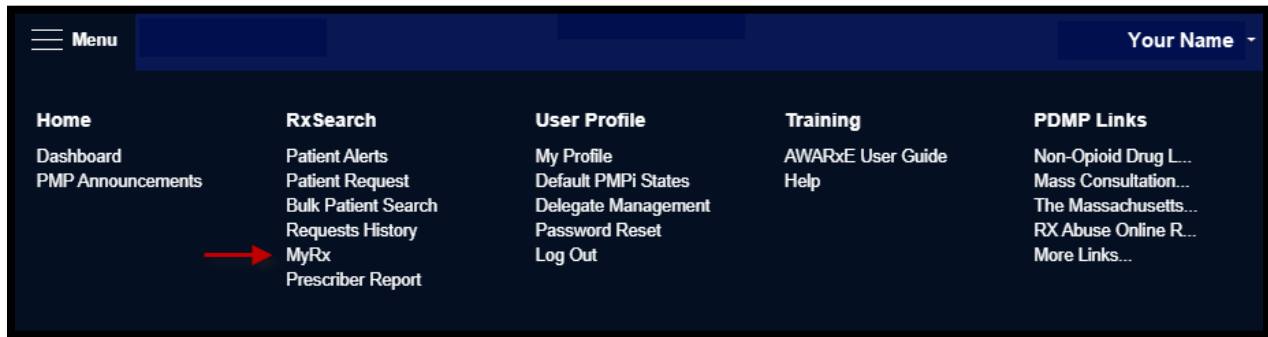 Menu
Your Name
Home
Dashboard
PMP Announcements
RxSearch
Patient Alerts
Patient Request
Bulk Patient Search
Requests History
MyRx
Prescriber Report
User Profile
My Profile
Default PMPi States
Delegate Management
Password Reset
Log Out
Training
AWARxE User Guide
Help
PDMP Links
Non-Opioid Drug L...
Mass Consultation...
The Massachusetts...
RX Abuse Online R...
More Links...